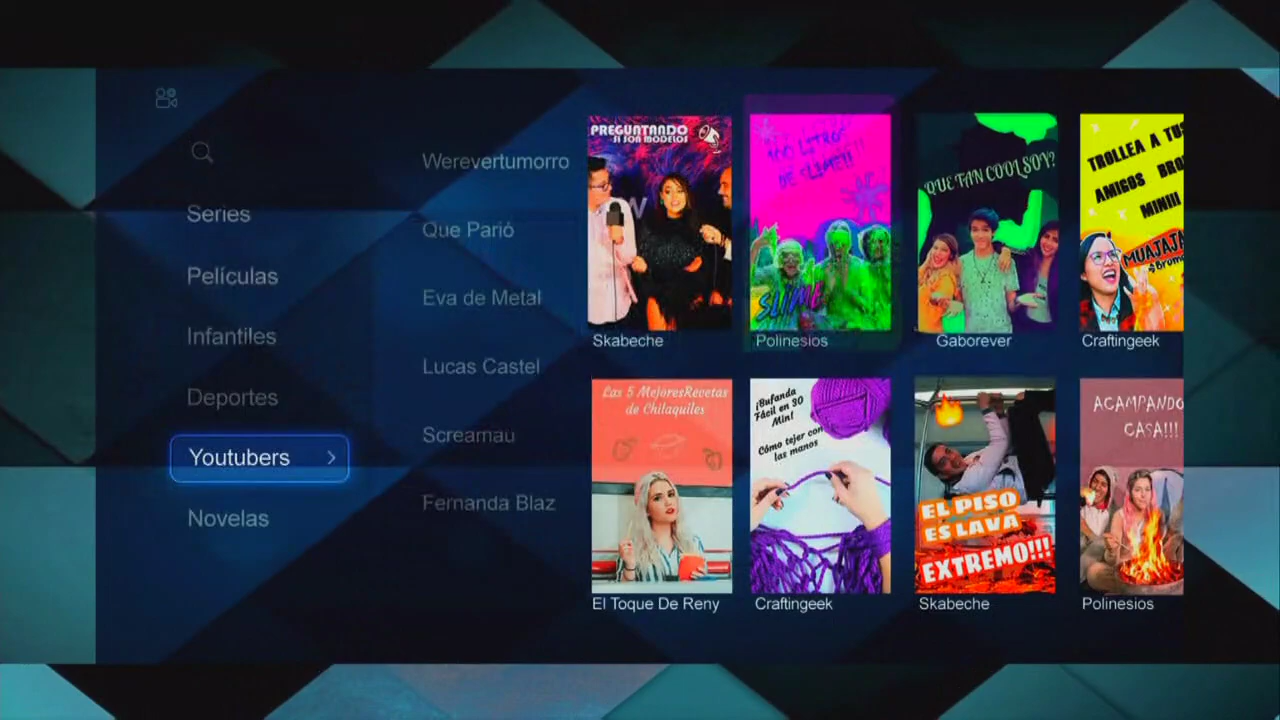 Series
Películas
Infantiles
Deportes
Youtubers
Novelas
Werevertumorro
Que Parió
Eva de Metal
Lucas Castel
Screamau
Fernanda Blaz
PREGUNTANDO
SI SON MODELOS
Skabeche
100 LITROS
DE SLIME!!!
SLIME
Polinesios
QUE TAN COOL SOY?
Gaborever
TROLLEA A TUS
AMIGOS BRO
MINIII
MUAJAJA
$Brom
Craftingeek
Las 5 MejoresRecetas
de Chilaquiles
El Toque De Reny
¡Bufanda
Fácil en 30
Min!
Cómo tejer con
las manos
Craftingeek
EL PISO
ES LAVA
EXTREMO!!!
Skabeche
ACAMPANDO
CASA!!!
Polinesios